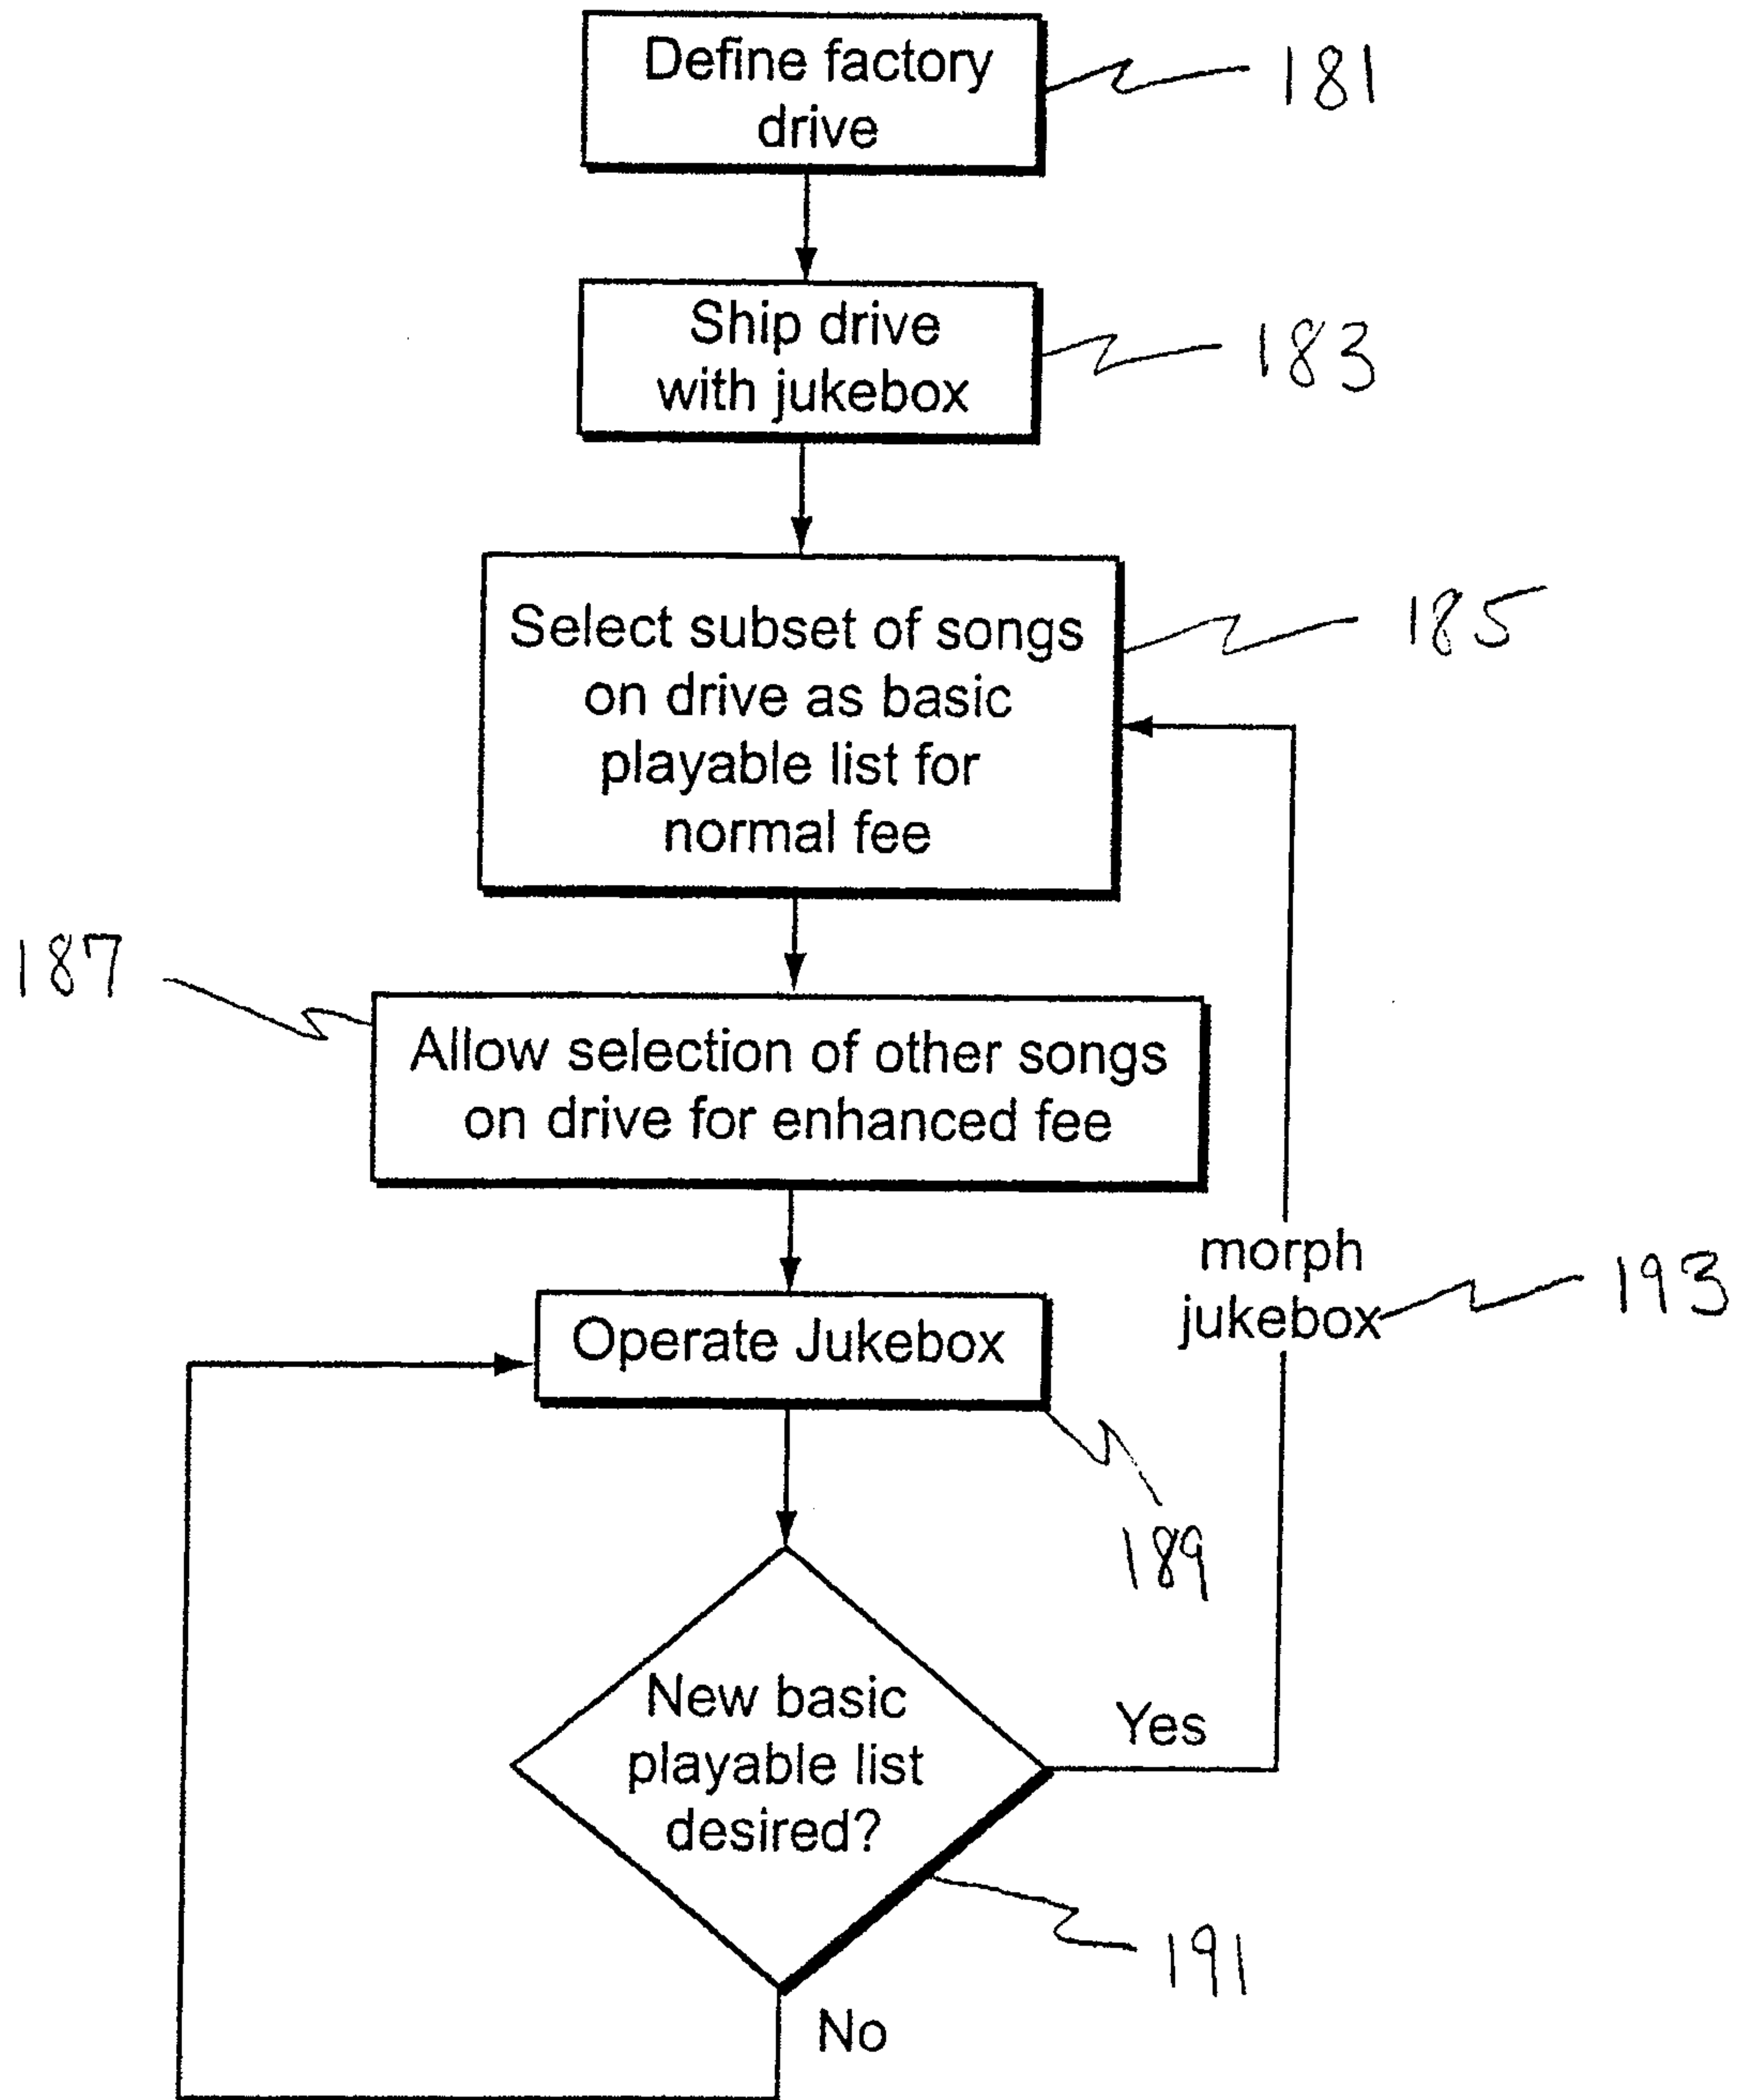 Define factory
drive
181
Ship drive
with jukebox
183
Select subset of songs
on drive as basic
playable list for
normal fee
185
187
Allow selection of other songs
on drive for enhanced fee
morph
jukebox
193
Operate Jukebox
189
New basic
playable list
desired?
Yes
191
No